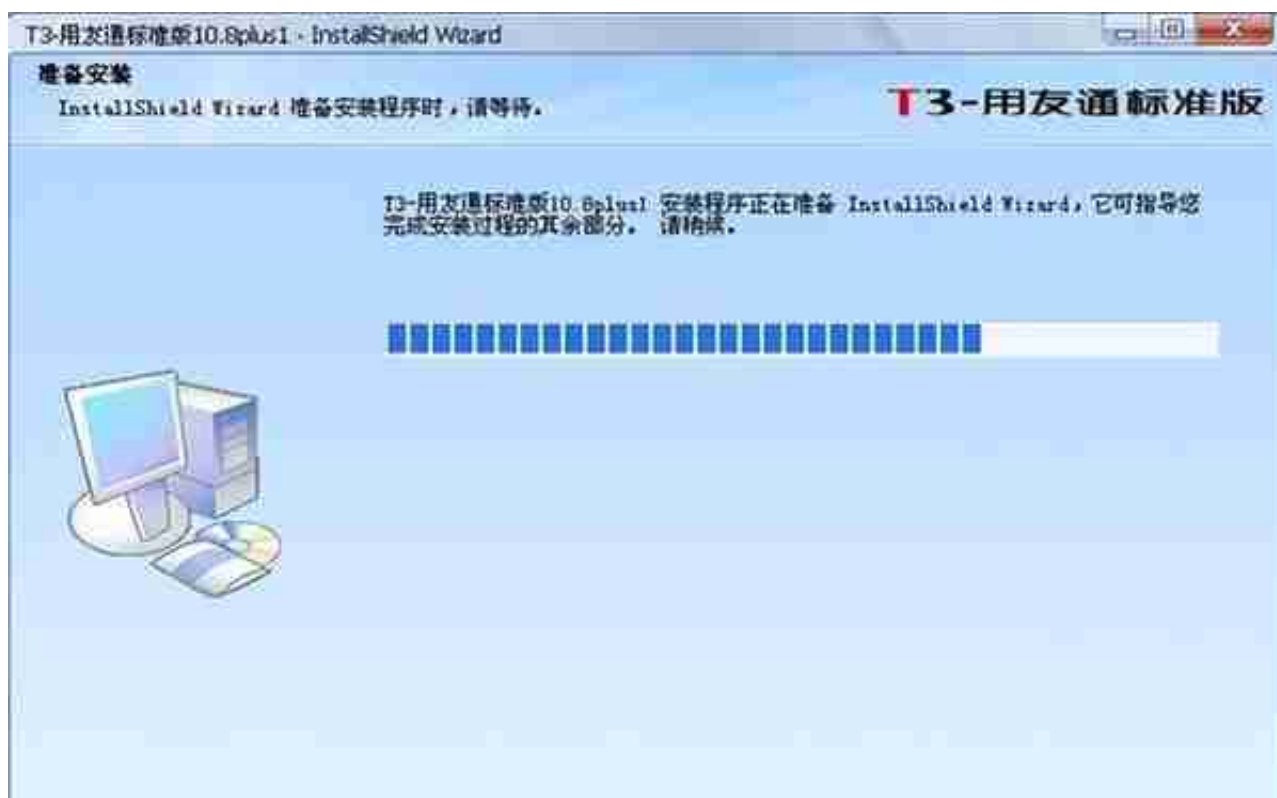 T3-用友通标准版10.8plus1 - InstallShield Wizard
准备安装
InstallShield Wizard 准备安装程序时，请等待。
T3-用友通标准版
T3-用友通标准版10.8plus1 安装程序正在准备 InstallShield Wizard，它可指导您
完成安装过程的其余部分。 请稍候。